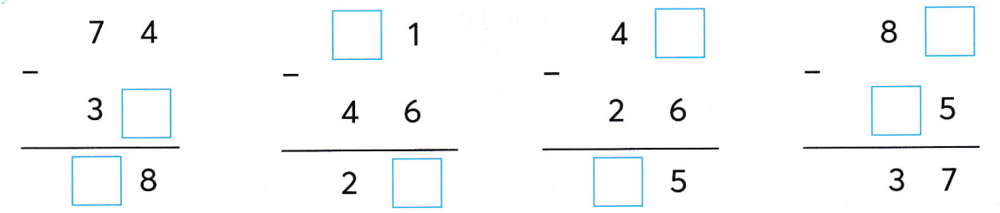 7 4 □ 1 4 □ 8 □
− − − −
3 □ 4 6 2 6 □ 5
□ 8 2 □ □ 5 3 7